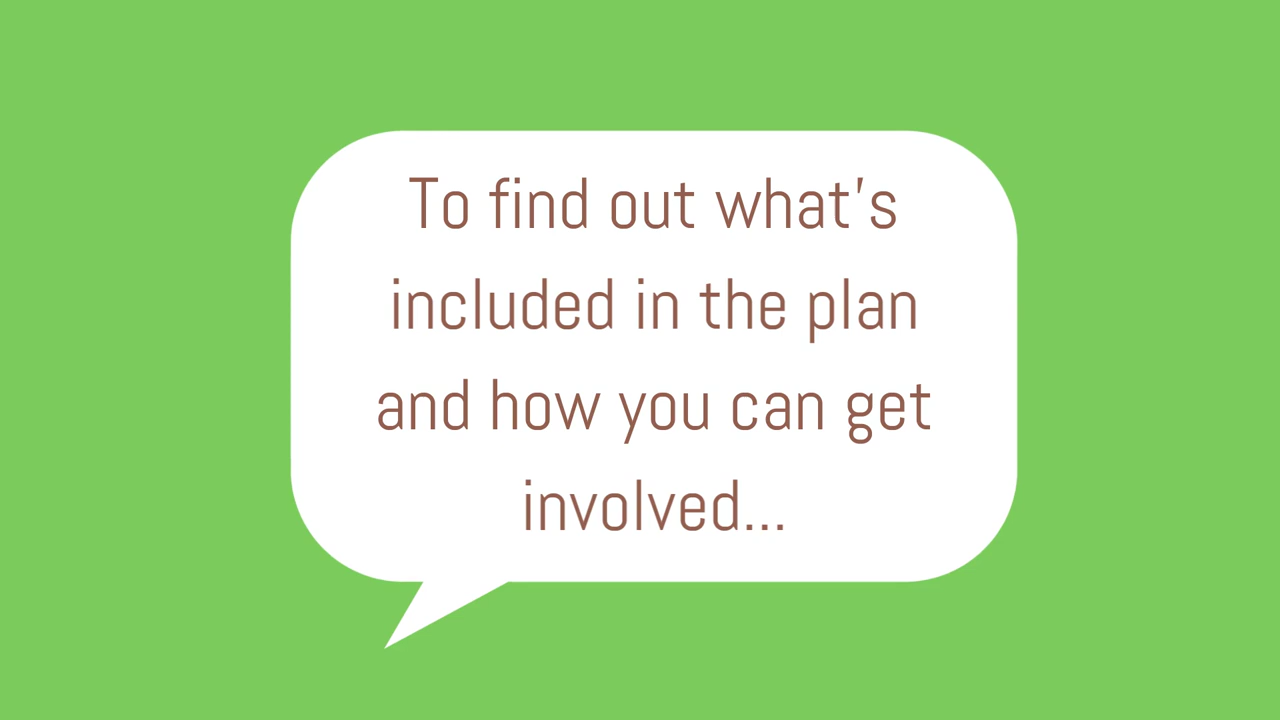 To find out what's
included in the plan
and how you can get
involved...